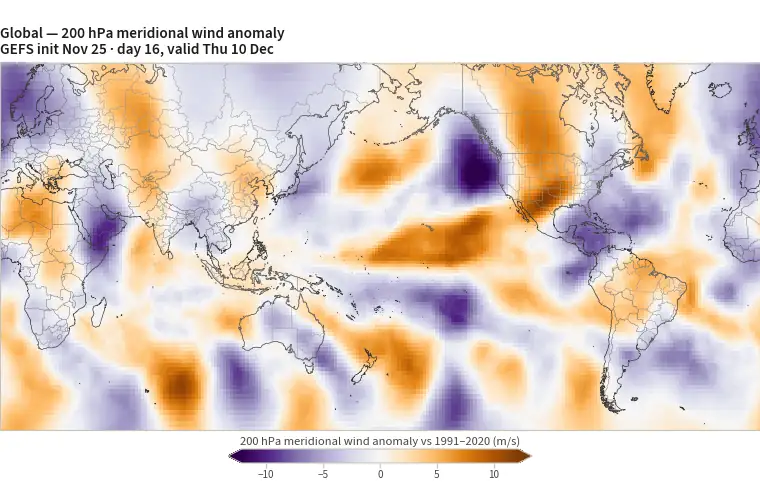 Global — 200 hPa meridional wind anomaly
GEFS init Nov 25 · day 16, valid Thu 10 Dec
200 hPa meridional wind anomaly vs 1991–2020 (m/s)
−10 −5 0 5 10